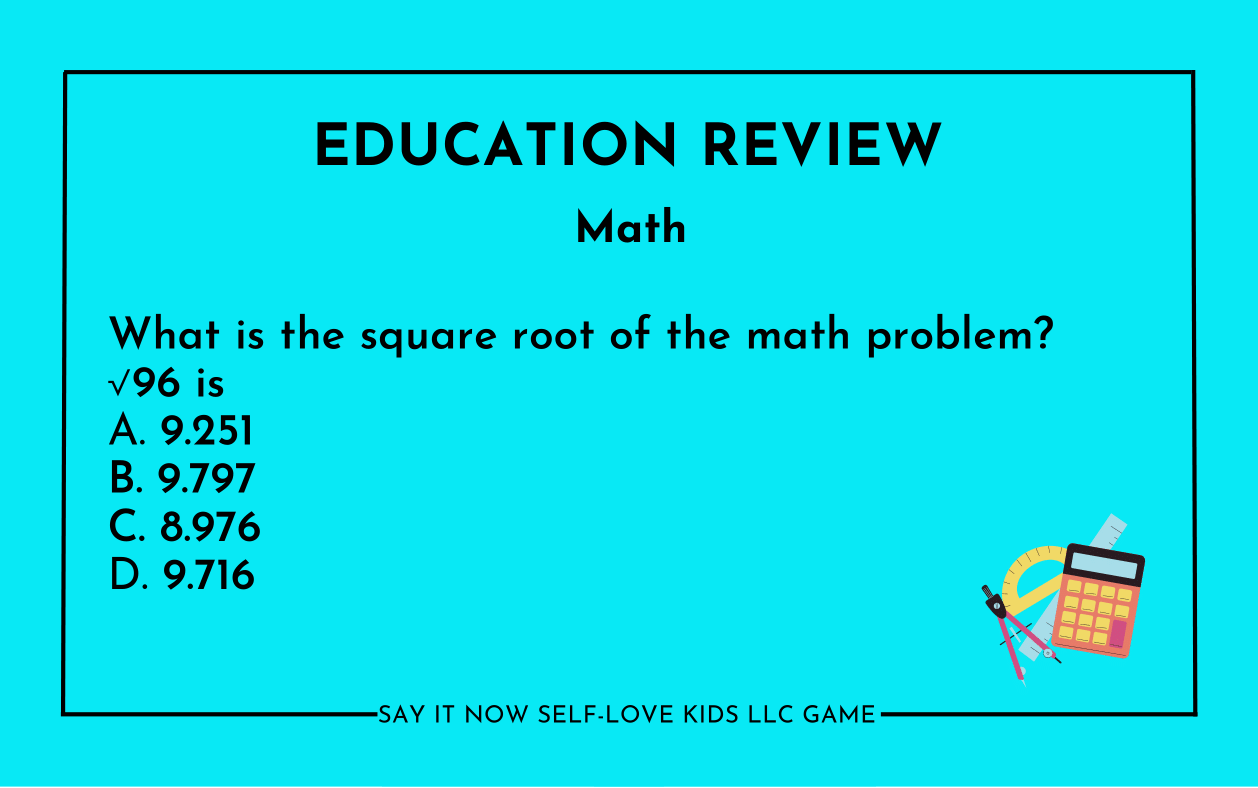 EDUCATION REVIEW
Math
What is the square root of the math problem?
√96 is
A. 9.251
B. 9.797
C. 8.976
D. 9.716
SAY IT NOW SELF-LOVE KIDS LLC GAME